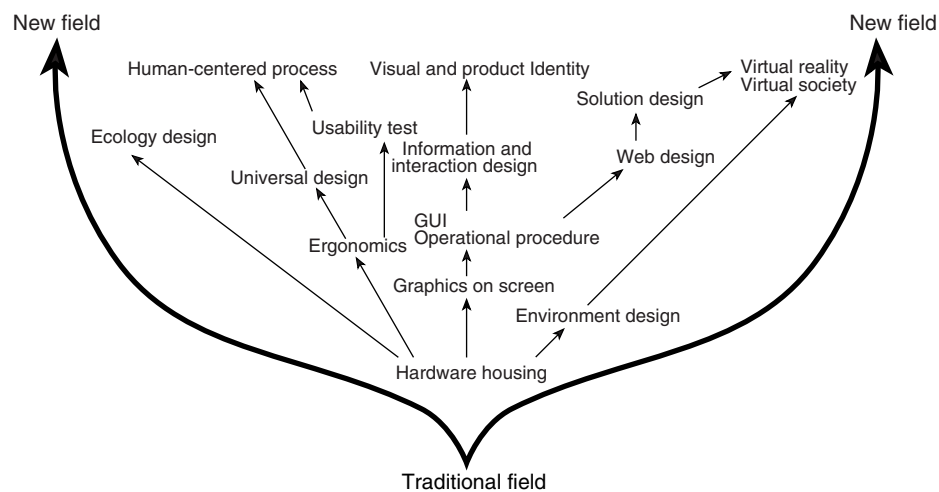 New field
New field
Human-centered process
Visual and product Identity
Virtual reality
Virtual society
Solution design
Usability test
Ecology design
Information and
interaction design
Web design
Universal design
GUI
Operational procedure
Ergonomics
Graphics on screen
Environment design
Hardware housing
Traditional field